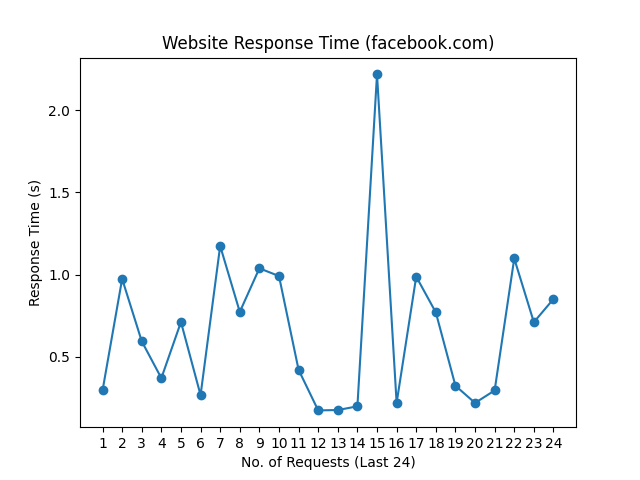 Website Response Time (facebook.com)
Response Time (s)
2.0
1.5
1.0
0.5
1 2 3 4 5 6 7 8 9 10 11 12 13 14 15 16 17 18 19 20 21 22 23 24
No. of Requests (Last 24)